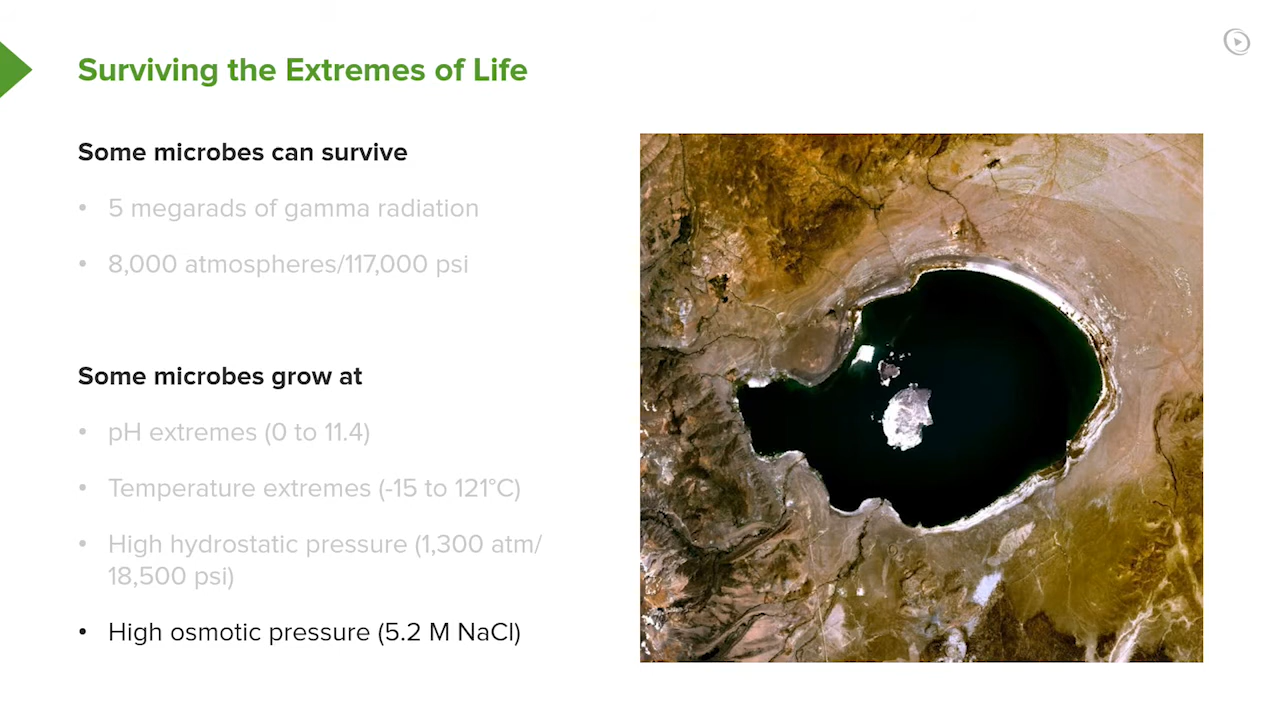 Surviving the Extremes of Life
Some microbes can survive
• 5 megarads of gamma radiation
• 8,000 atmospheres/117,000 psi
Some microbes grow at
• pH extremes (0 to 11.4)
• Temperature extremes (-15 to 121°C)
• High hydrostatic pressure (1,300 atm/
18,500 psi)
• High osmotic pressure (5.2 M NaCl)